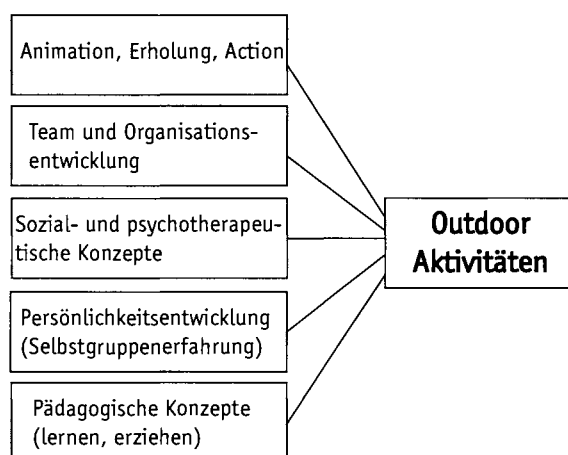 Animation, Erholung, Action
Team und Organisations-
entwicklung
Sozial- und psychotherapeu-
tische Konzepte
Persönlichkeitsentwicklung
(Selbstgruppenerfahrung)
Pädagogische Konzepte
(lernen, erziehen)
Outdoor
Aktivitäten